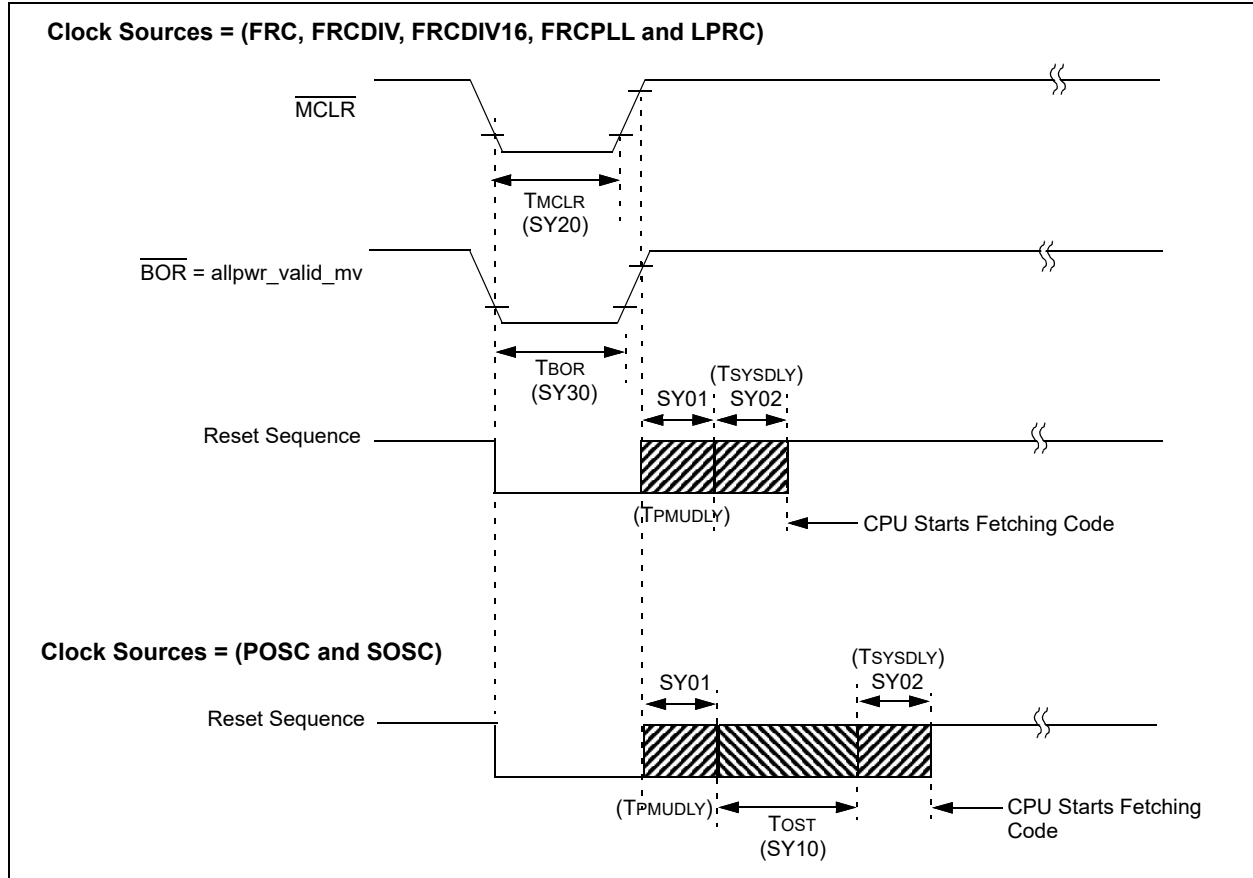 Clock Sources = (FRC, FRCDIV, FRCDIV16, FRCPLL and LPRC)
MCLR
TMCLR
(SY20)
BOR = allpwr_valid_mv
TBOR
(SY30)
(TSYSDLY)
SY01
SY02
Reset Sequence
(TPMUDLY)
CPU Starts Fetching Code
Clock Sources = (POSC and SOSC)
(TSYSDLY)
SY01
SY02
Reset Sequence
(TPMUDLY)
TOST
(SY10)
CPU Starts Fetching
Code